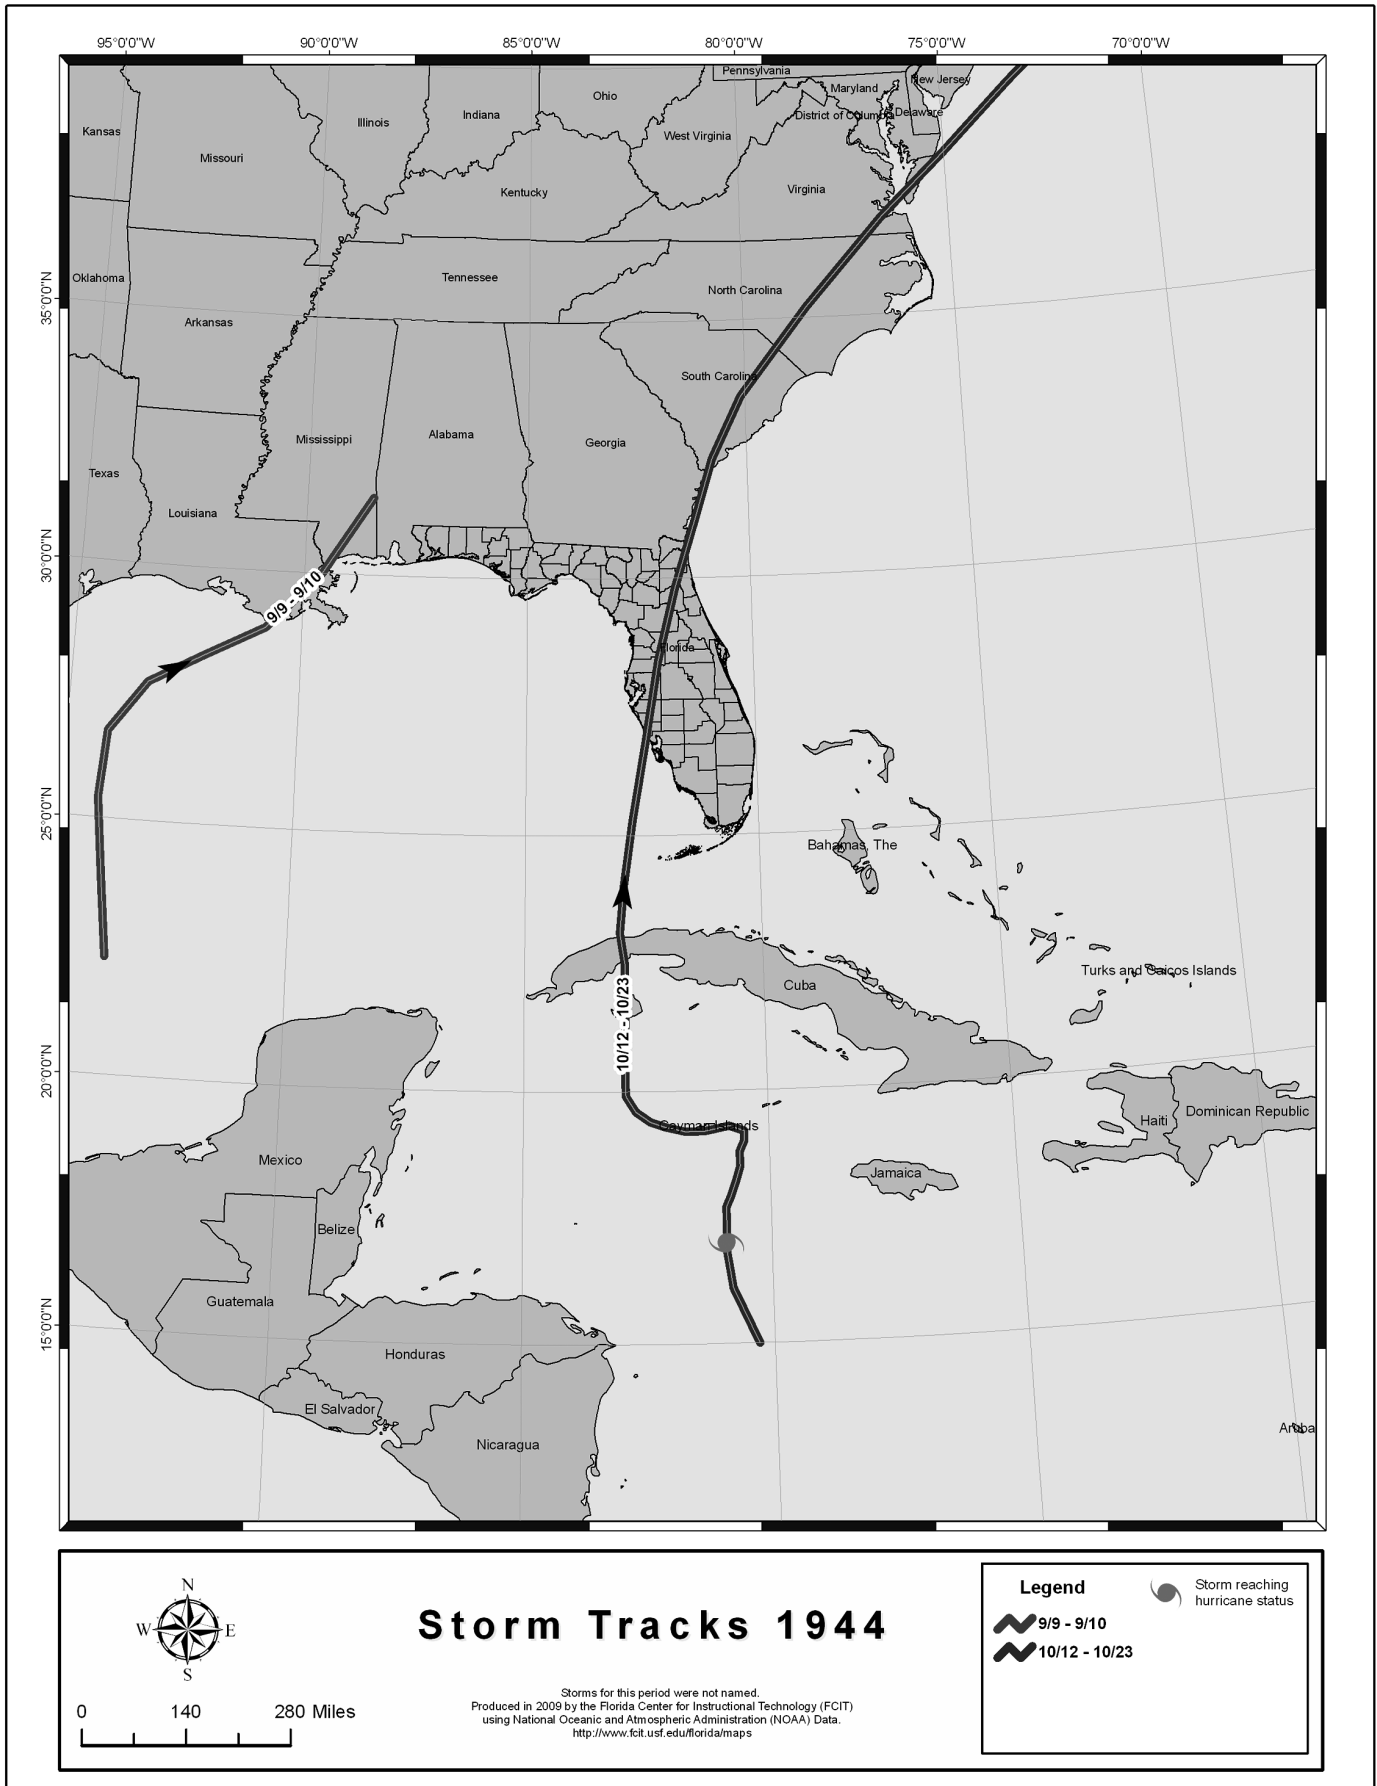 95°0'0"W 90°0'0"W 85°0'0"W 80°0'0"W 75°0'0"W 70°0'0"W
Pennsylvania
New Jersey
Ohio
Maryland
Indiana
Illinois
District of Columbia
Delaware
Kansas
West Virginia
Missouri
Virginia
Kentucky
35°0'0"N
Oklahoma
Tennessee
North Carolina
Arkansas
South Carolina
Mississippi
Alabama
Georgia
Texas
Louisiana
30°0'0"N
9/9 - 9/10
Florida
25°0'0"N
Bahamas, The
Turks and Caicos Islands
Cuba
10/12 - 10/23
20°0'0"N
Cayman Islands
Haiti
Dominican Republic
Mexico
Jamaica
Belize
Guatemala
15°0'0"N
Honduras
El Salvador
Nicaragua
Aruba
N
W E
S
0 140 280 Miles
Storm Tracks 1944
Storms for this period were not named.
Produced in 2009 by the Florida Center for Instructional Technology (FCIT)
using National Oceanic and Atmospheric Administration (NOAA) Data.
http://www.fcit.usf.edu/florida/maps
Legend
9/9 - 9/10
10/12 - 10/23
Storm reaching
hurricane status